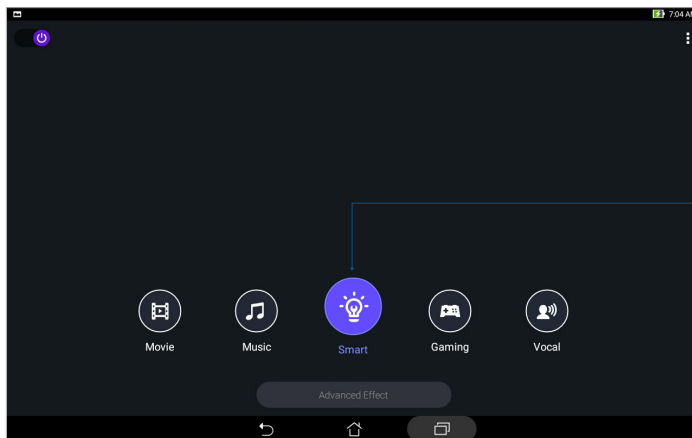 7:04 AM
Movie
Music
Smart
Gaming
Vocal
Advanced Effect